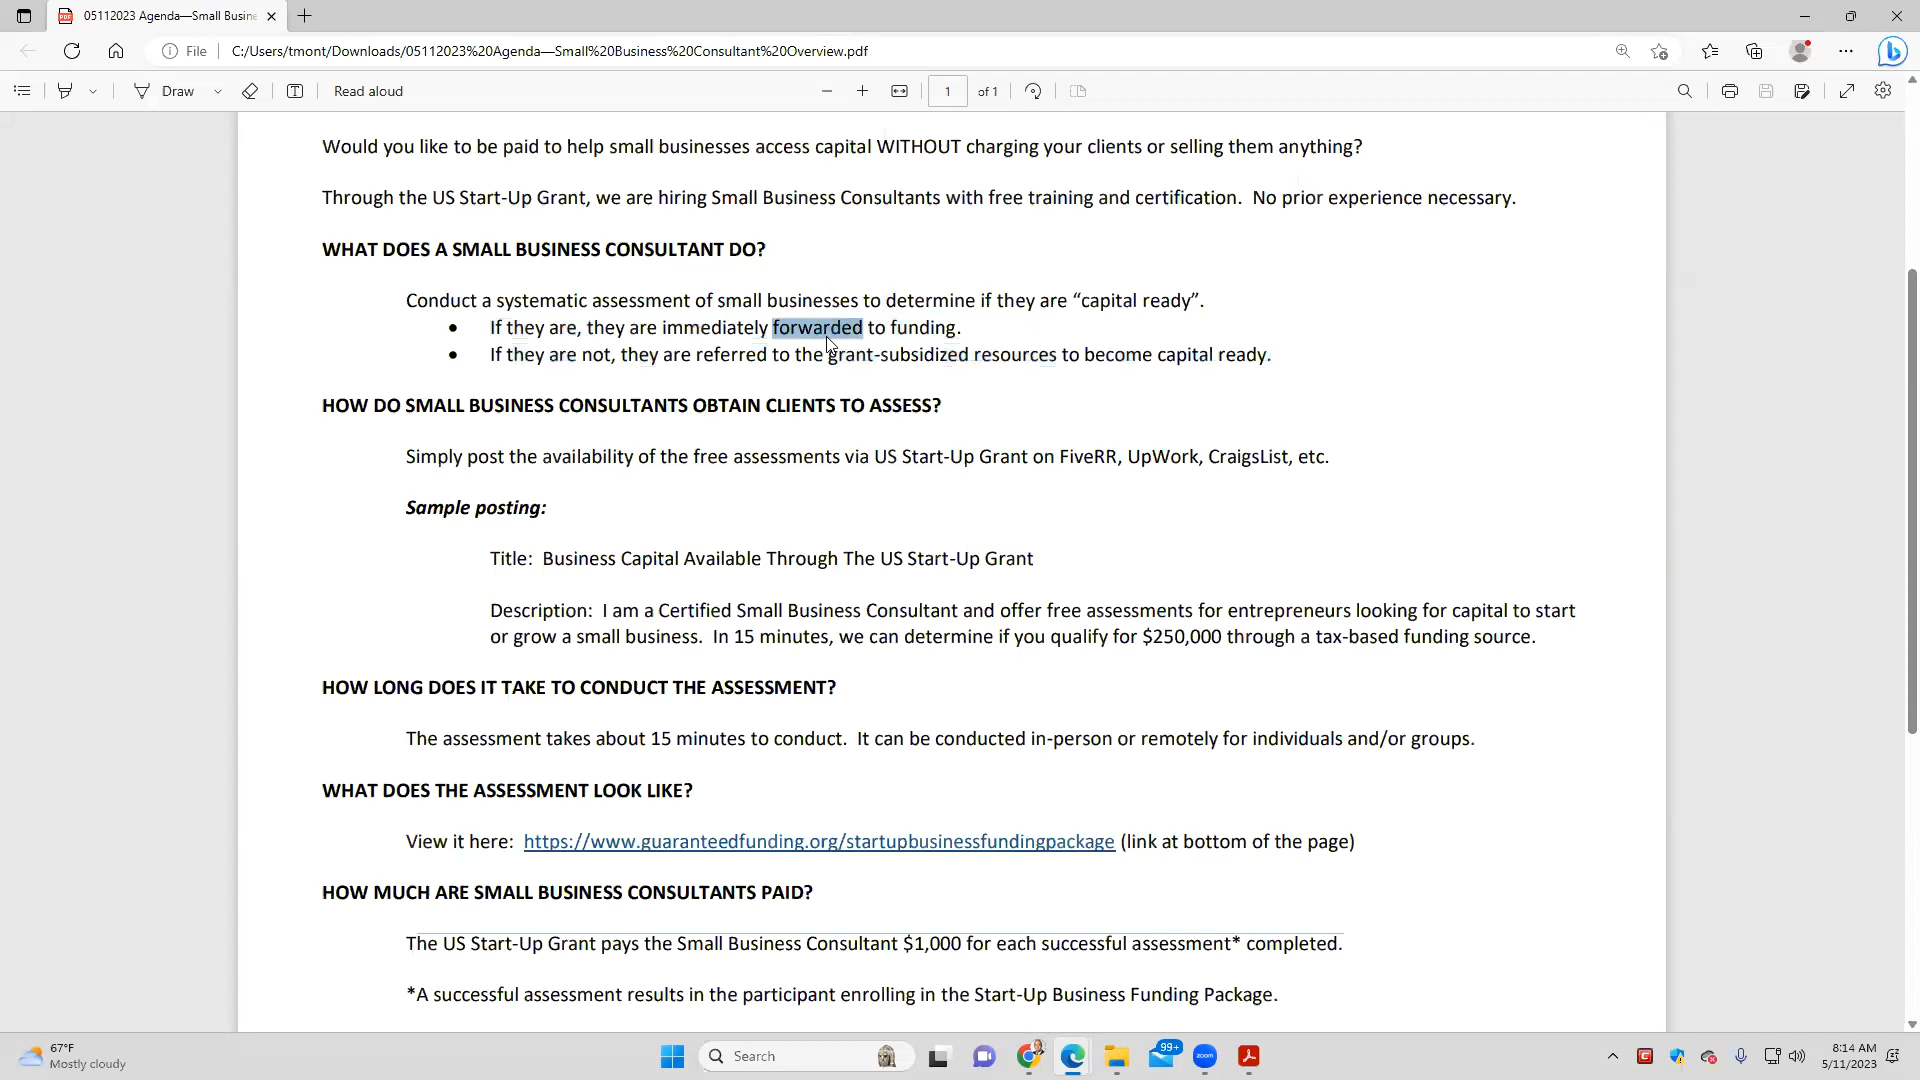 05112023 Agenda—Small Busine
File
C:/Users/tmont/Downloads/05112023%20Agenda—Small%20Business%20Consultant%20Overview.pdf
Draw
Read aloud
1
of 1
Would you like to be paid to help small businesses access capital WITHOUT charging your clients or selling them anything?
Through the US Start-Up Grant, we are hiring Small Business Consultants with free training and certification. No prior experience necessary.
WHAT DOES A SMALL BUSINESS CONSULTANT DO?
Conduct a systematic assessment of small businesses to determine if they are “capital ready”.
• If they are, they are immediately forwarded to funding.
• If they are not, they are referred to the grant-subsidized resources to become capital ready.
HOW DO SMALL BUSINESS CONSULTANTS OBTAIN CLIENTS TO ASSESS?
Simply post the availability of the free assessments via US Start-Up Grant on FiveRR, UpWork, CraigsList, etc.
Sample posting:
Title: Business Capital Available Through The US Start-Up Grant
Description: I am a Certified Small Business Consultant and offer free assessments for entrepreneurs looking for capital to start
or grow a small business. In 15 minutes, we can determine if you qualify for $250,000 through a tax-based funding source.
HOW LONG DOES IT TAKE TO CONDUCT THE ASSESSMENT?
The assessment takes about 15 minutes to conduct. It can be conducted in-person or remotely for individuals and/or groups.
WHAT DOES THE ASSESSMENT LOOK LIKE?
View it here: https://www.guaranteedfunding.org/startupbusinessfundingpackage (link at bottom of the page)
HOW MUCH ARE SMALL BUSINESS CONSULTANTS PAID?
The US Start-Up Grant pays the Small Business Consultant $1,000 for each successful assessment* completed.
*A successful assessment results in the participant enrolling in the Start-Up Business Funding Package.
67°F
Mostly cloudy
Search
99+
zoom
8:14 AM
5/11/2023